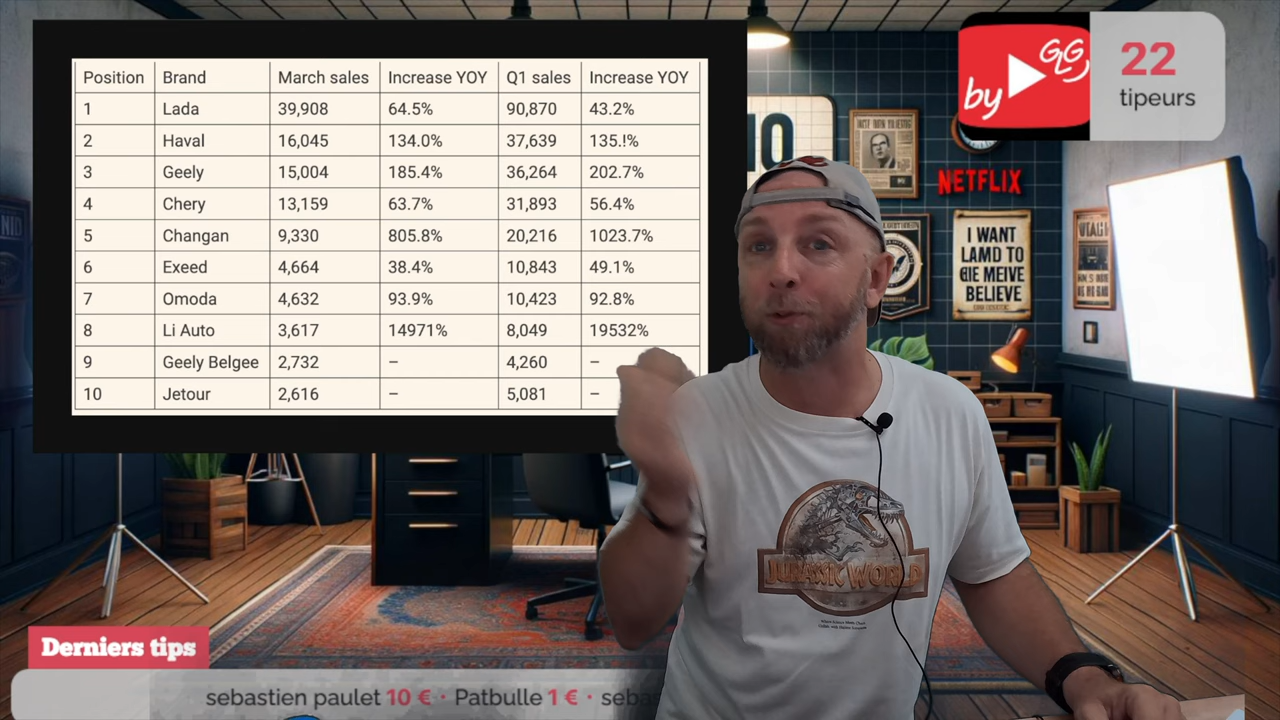 Position Brand March sales Increase YOY Q1 sales Increase YOY
1 Lada 39,908 64.5% 90,870 43.2%
2 Haval 16,045 134.0% 37,639 135.!%
3 Geely 15,004 185.4% 36,264 202.7%
4 Chery 13,159 63.7% 31,893 56.4%
5 Changan 9,330 805.8% 20,216 1023.7%
6 Exeed 4,664 38.4% 10,843 49.1%
7 Omoda 4,632 93.9% 10,423 92.8%
8 Li Auto 3,617 14971% 8,049 19532%
9 Geely Belgee 2,732 – 4,260 –
10 Jetour 2,616 – 5,081 –
by GLG
22
tipeurs
NETFLIX
I WANT
LAMD TO
GIE MEIVE
BELIEVE
JURASSIC WORLD
Derniers tips
sebastien paulet 10 € · Patbulle 1 € · seba